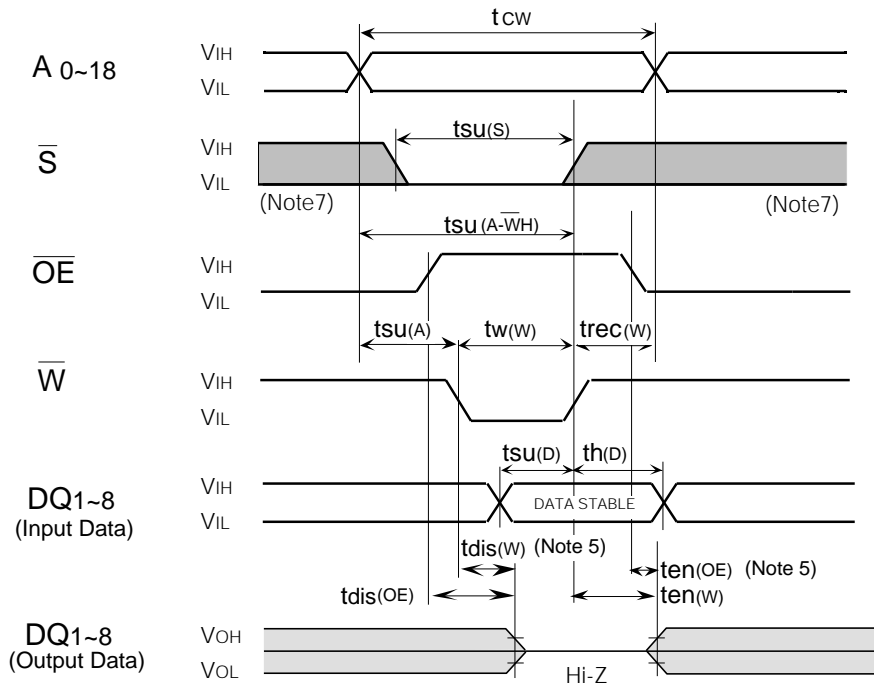 tCW
A 0~18
VIH
VIL
tsu(S)
S̅
VIH
VIL
(Note7)
(Note7)
tsu(A-W̅H)
O̅E̅
VIH
VIL
tsu(A)
tw(W)
trec(W)
W̅
VIH
VIL
tsu(D)
th(D)
DQ1~8
(Input Data)
VIH
VIL
DATA STABLE
tdis(W) (Note 5)
ten(OE) (Note 5)
tdis(OE)
ten(W)
DQ1~8
(Output Data)
VOH
VOL
Hi-Z